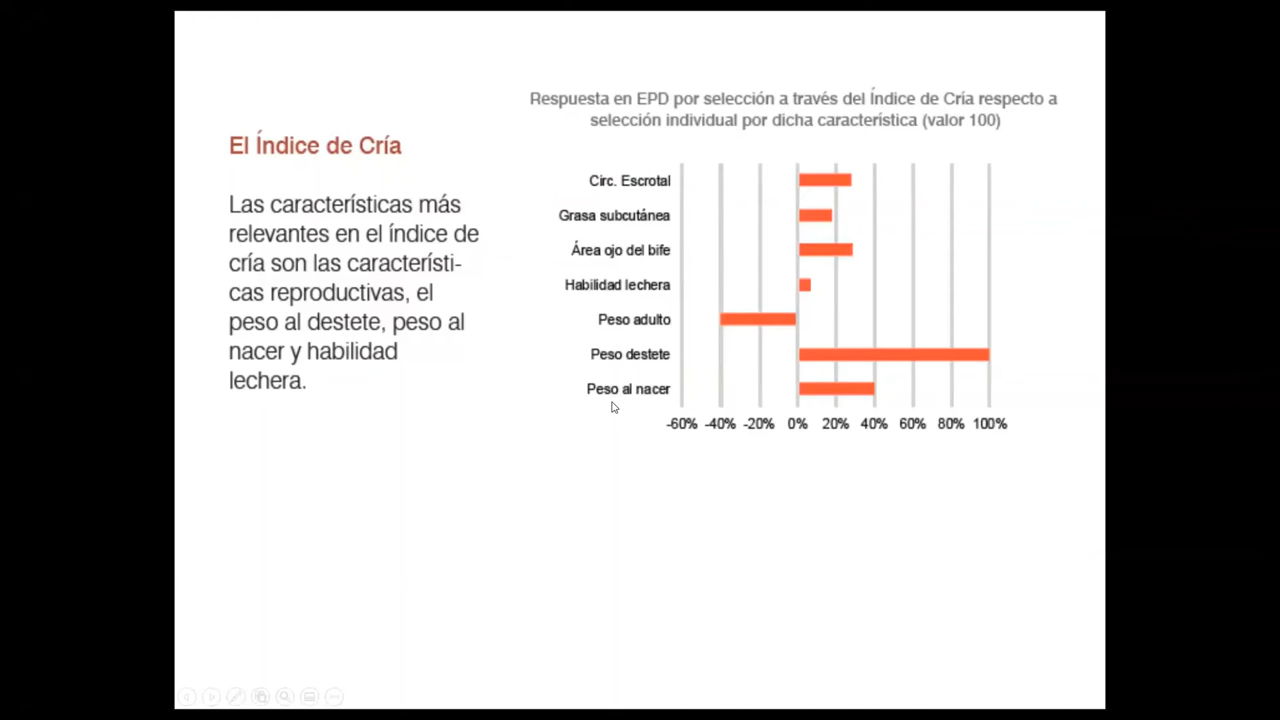 El Índice de Cría
Las características más
relevantes en el índice de
cría son las característi-
cas reproductivas, el
peso al destete, peso al
nacer y habilidad
lechera.
Respuesta en EPD por selección a través del Índice de Cría respecto a
selección individual por dicha característica (valor 100)
Circ. Escrotal
Grasa subcutánea
Área ojo del bife
Habilidad lechera
Peso adulto
Peso destete
Peso al nacer
-60% -40% -20% 0% 20% 40% 60% 80% 100%